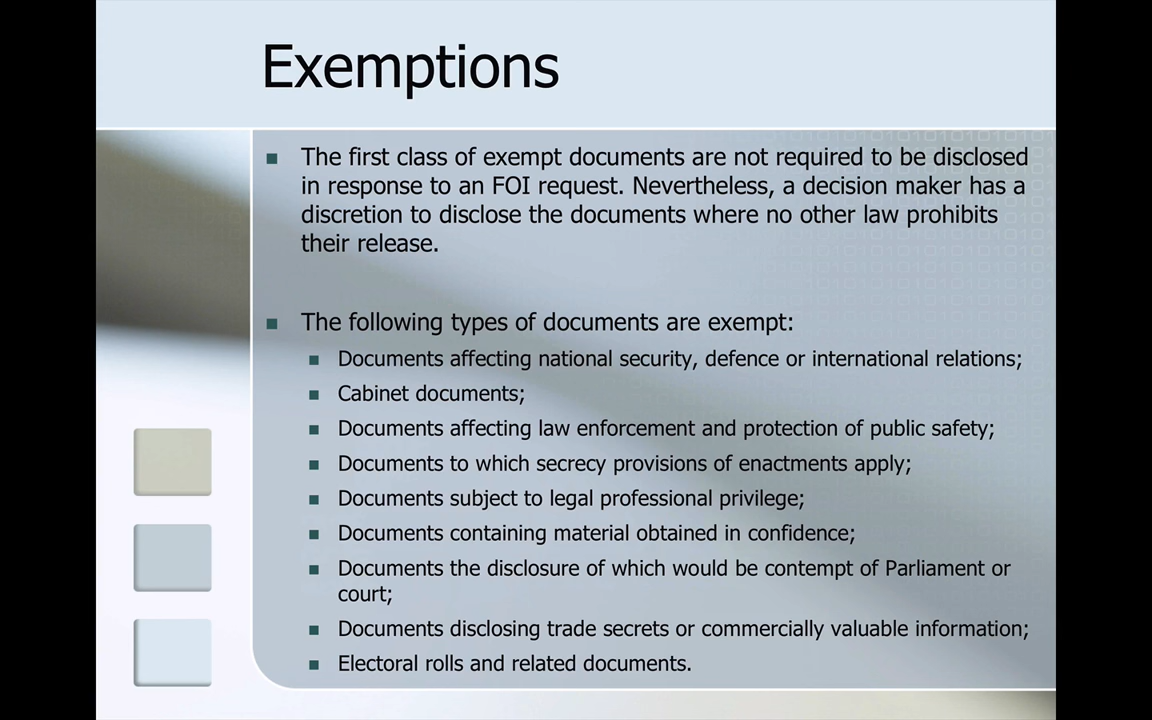 Exemptions
The first class of exempt documents are not required to be disclosed
in response to an FOI request. Nevertheless, a decision maker has a
discretion to disclose the documents where no other law prohibits
their release.
The following types of documents are exempt:
Documents affecting national security, defence or international relations;
Cabinet documents;
Documents affecting law enforcement and protection of public safety;
Documents to which secrecy provisions of enactments apply;
Documents subject to legal professional privilege;
Documents containing material obtained in confidence;
Documents the disclosure of which would be contempt of Parliament or
court;
Documents disclosing trade secrets or commercially valuable information;
Electoral rolls and related documents.